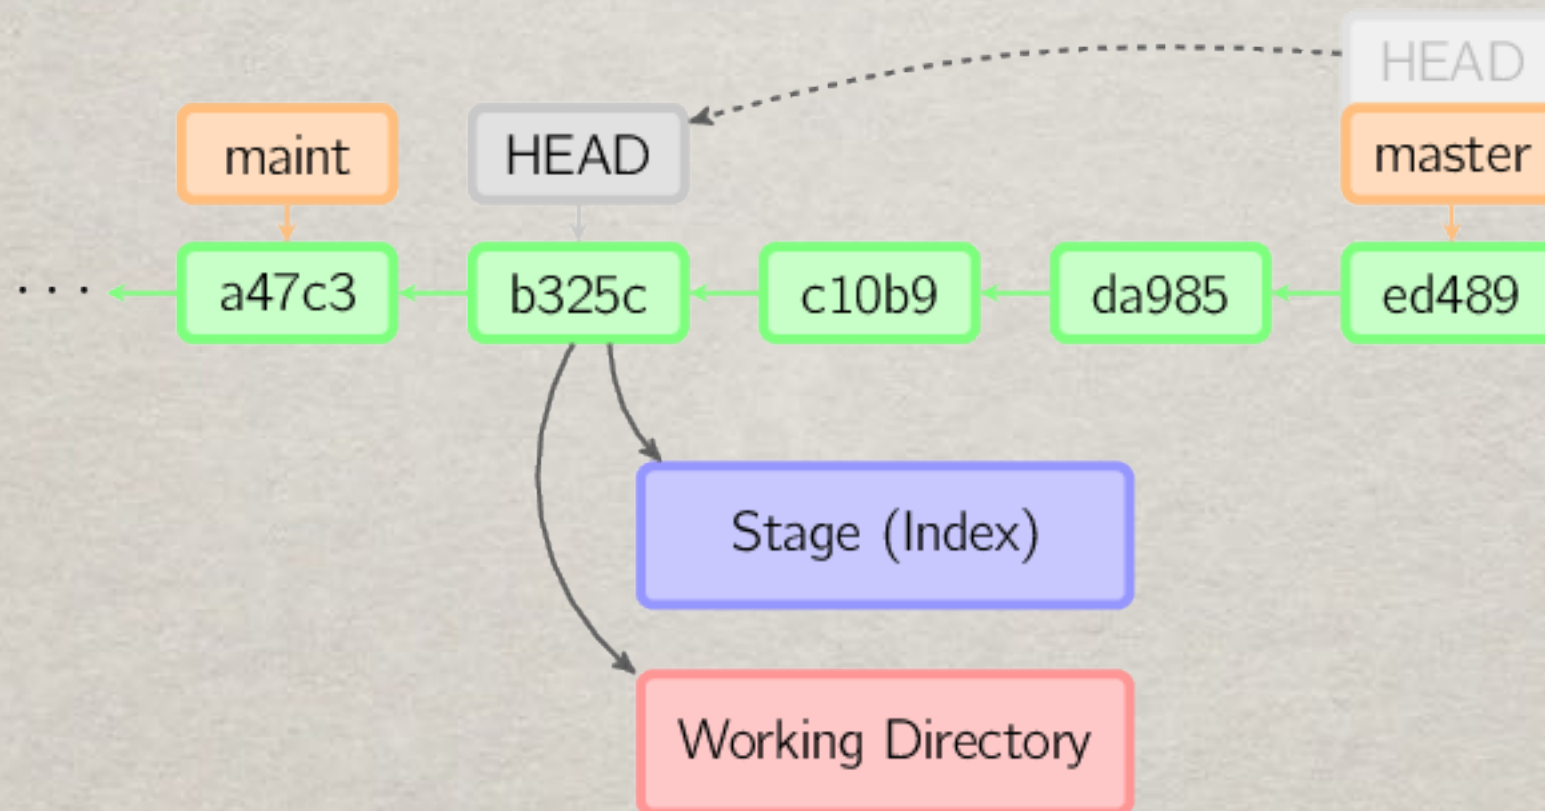 HEAD
maint
HEAD
master
...
a47c3
b325c
c10b9
da985
ed489
Stage (Index)
Working Directory